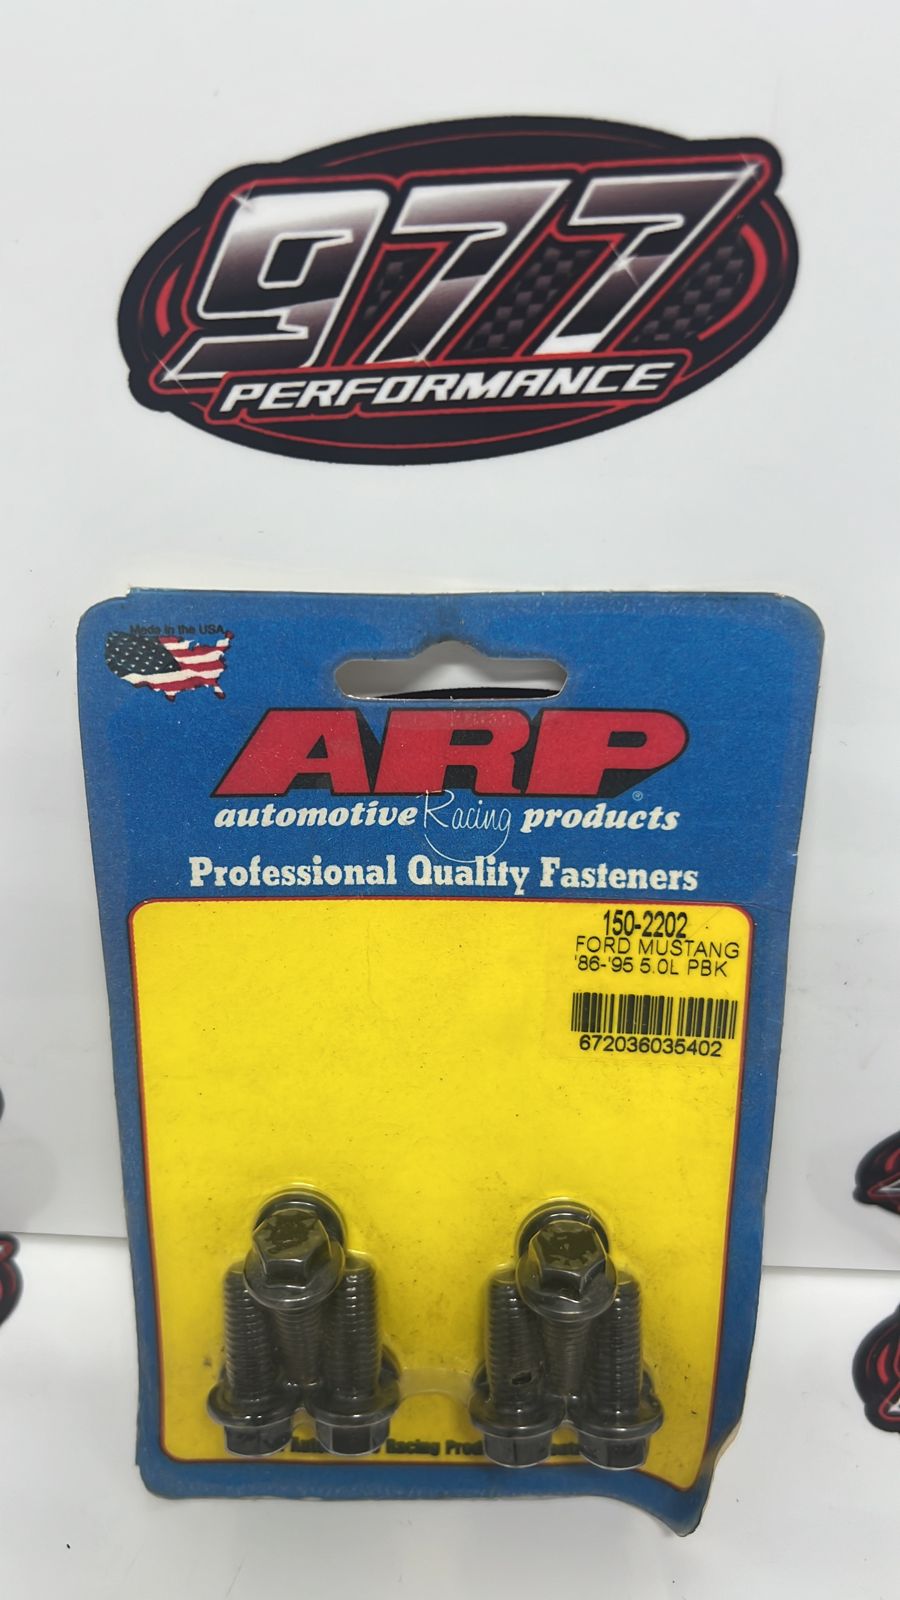 977
PERFORMANCE
Made in the USA
ARP®
automotive Racing products
Professional Quality Fasteners
150-2202
FORD MUSTANG
'86-'95 5.0L PBK
672036035402
Racing